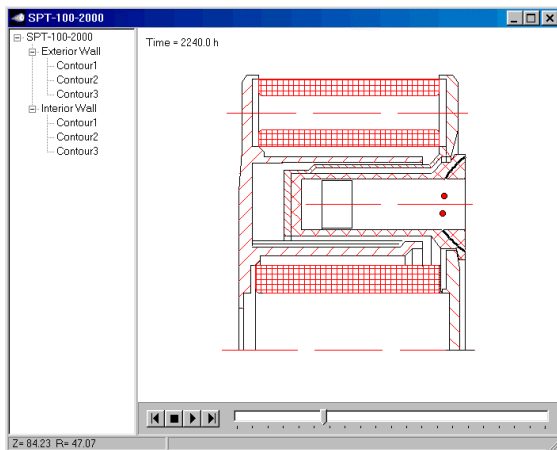 SPT-100-2000
SPT-100-2000
Exterior Wall
Contour1
Contour2
Contour3
Interior Wall
Contour1
Contour2
Contour3
Time = 2240.0 h
Z= 84.23 R= 47.07